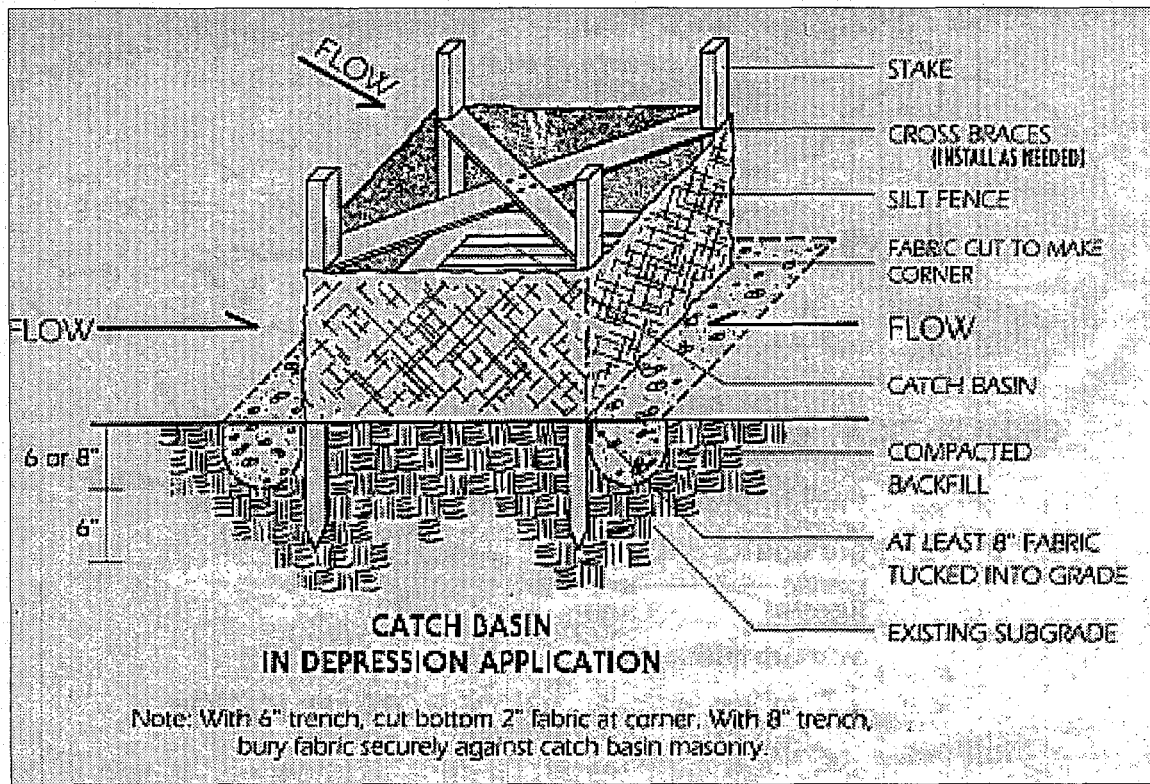 FLOW
STAKE
CROSS BRACES
(INSTALL AS NEEDED)
SILT FENCE
FABRIC CUT TO MAKE
CORNER
FLOW
FLOW
CATCH BASIN
6 or 8"
COMPACTED
BACKFILL
6"
AT LEAST 8" FABRIC
TUCKED INTO GRADE
EXISTING SUBGRADE
CATCH BASIN
IN DEPRESSION APPLICATION
Note: With 6" trench, cut bottom 2" fabric at corner. With 8" trench,
bury fabric securely against catch basin masonry.